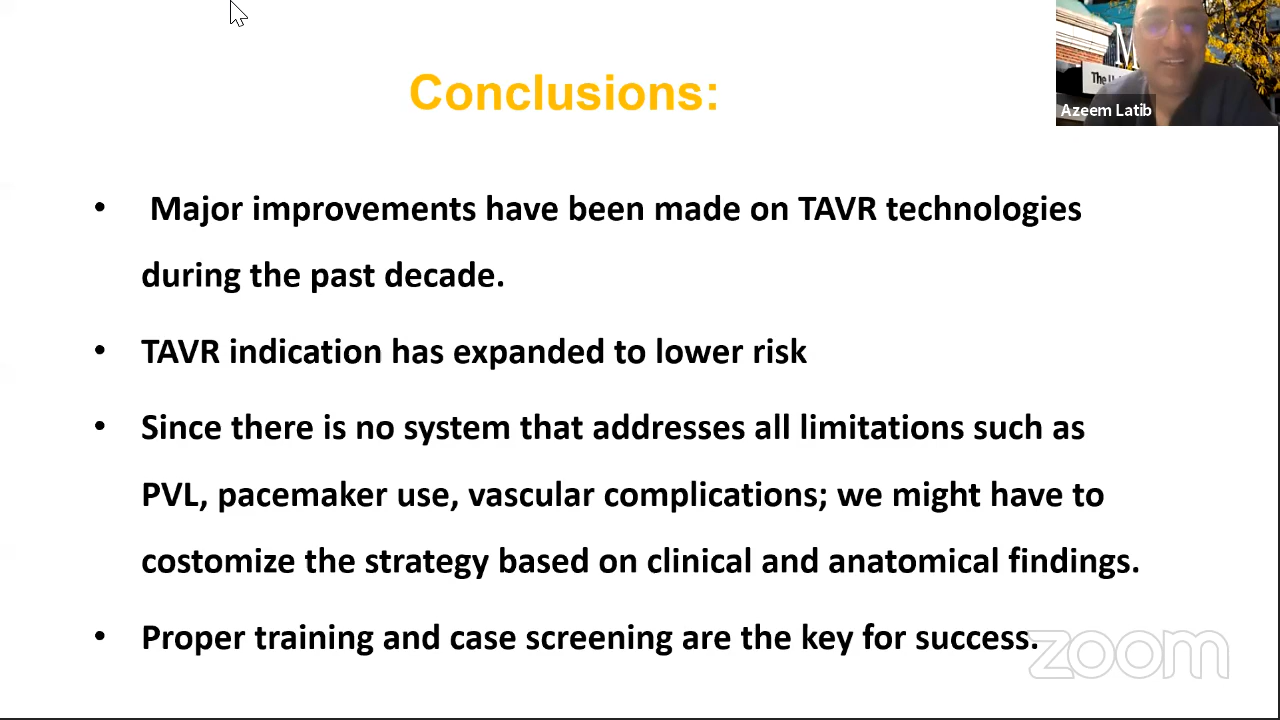 Conclusions:
The U
Azeem Latib
• Major improvements have been made on TAVR technologies
during the past decade.
• TAVR indication has expanded to lower risk
• Since there is no system that addresses all limitations such as
PVL, pacemaker use, vascular complications; we might have to
costomize the strategy based on clinical and anatomical findings.
• Proper training and case screening are the key for success.
zoom